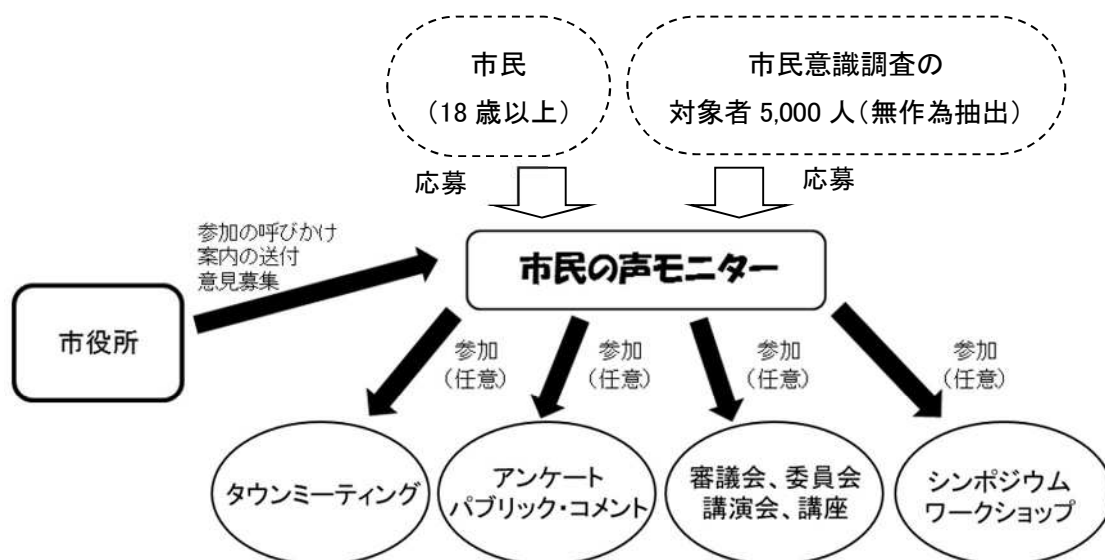 市民
（18 歳以上）
市民意識調査の
対象者 5,000 人（無作為抽出）
応募
応募
参加の呼びかけ
案内の送付
意見募集
市民の声モニター
市役所
参加
（任意）
参加
（任意）
参加
（任意）
参加
（任意）
タウンミーティング
アンケート
パブリック・コメント
審議会、委員会
講演会、講座
シンポジウム
ワークショップ